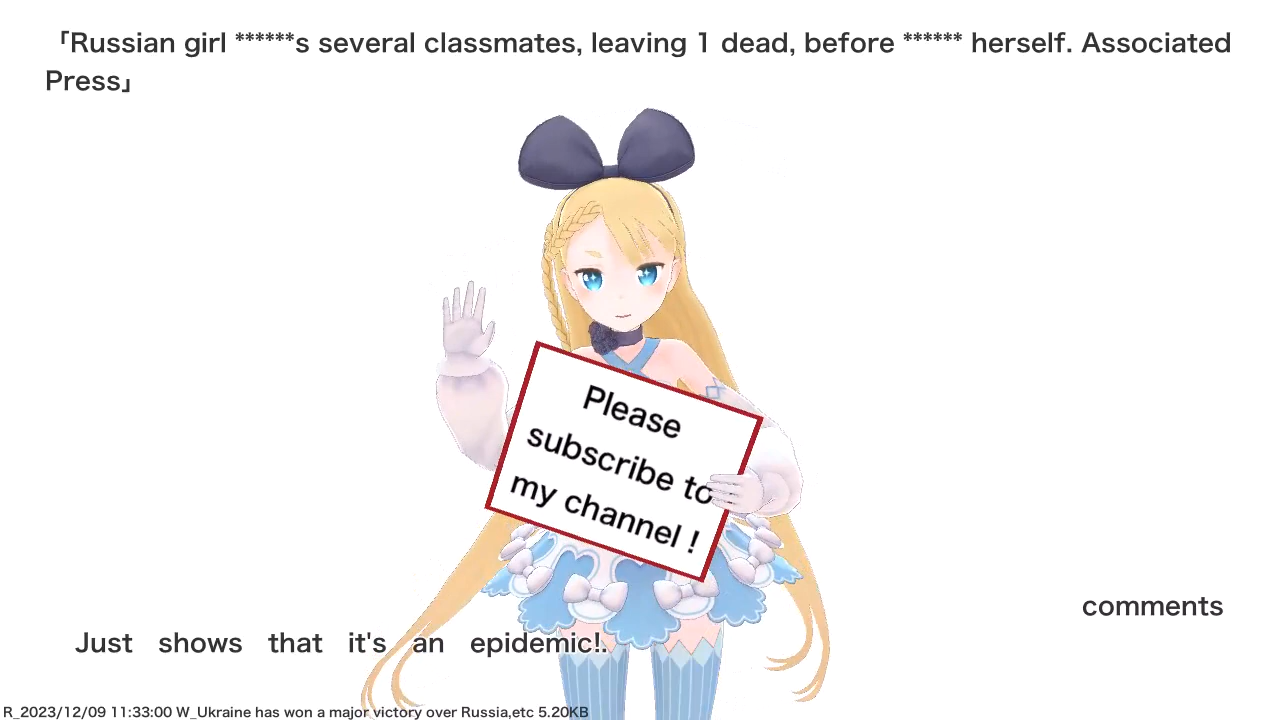 「Russian girl ******s several classmates, leaving 1 dead, before ****** herself. Associated
Press」
Please
subscribe to
my channel !
comments
Just shows that it's an epidemic!.
R_2023/12/09 11:33:00 W_Ukraine has won a major victory over Russia,etc 5.20KB